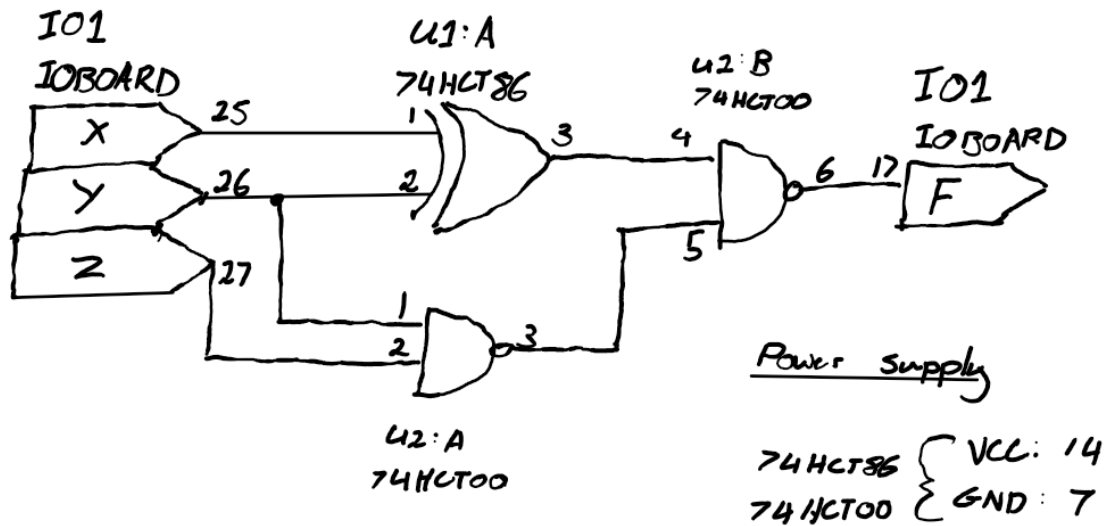 IO1
IOBOARD
X
Y
Z
25
26
27
U1:A
74HCT86
1
2
3
U2:A
74HCT00
1
2
3
U2:B
74HCT00
4
5
6
17
IO1
IOBOARD
F
Power supply
74HCT86
74HCT00
VCC: 14
GND: 7